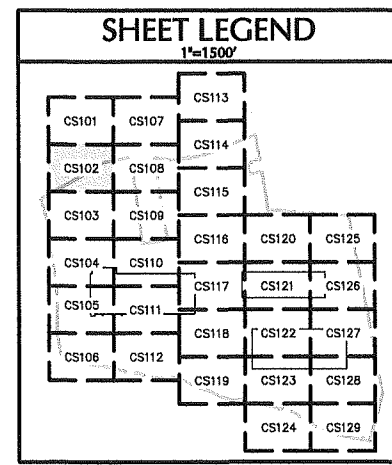 SHEET LEGEND
1"=1500'
CS113
CS101 CS107
CS114
CS102 CS108
CS115
CS103 CS109
CS116 CS120 CS125
CS104 CS110
CS117 CS121 CS126
CS105 CS111
CS118 CS122 CS127
CS106 CS112
CS119 CS123 CS128
CS124 CS129